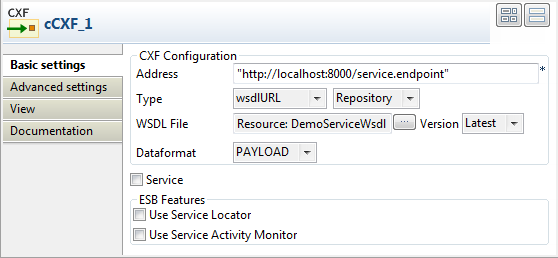 CXF
cCXF_1
Basic settings
Advanced settings
View
Documentation
CXF Configuration
Address "http://localhost:8000/service.endpoint" *
Type wsdlURL Repository
WSDL File Resource: DemoServiceWsdl ... Version Latest
Dataformat PAYLOAD
Service
ESB Features
Use Service Locator
Use Service Activity Monitor